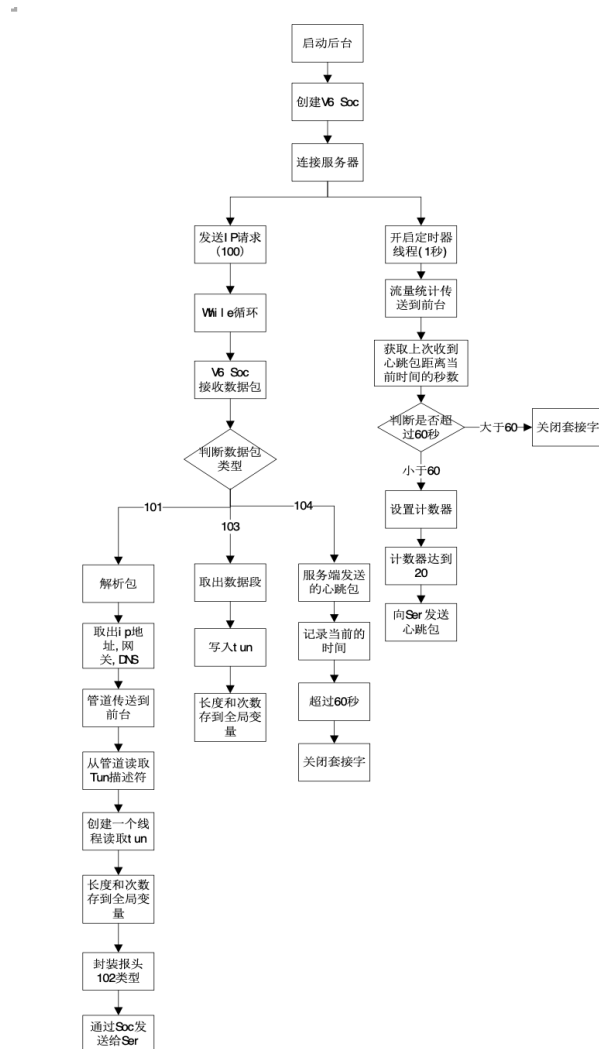 启动后台
创建V6 Soc
连接服务器
发送IP请求
（100）
While循环
V6 Soc
接收数据包
判断数据包
类型
101
103
104
解析包
取出ip地
址,网
关,DNS
管道传送到
前台
从管道读取
Tun描述符
创建一个线
程读取tun
长度和次数
存到全局变
量
封装报头
102类型
通过Soc发
送给Ser
取出数据段
写入tun
长度和次数
存到全局变
量
服务端发送
的心跳包
记录当前的
时间
超过60秒
关闭套接字
开启定时器
线程(1秒)
流量统计传
送到前台
获取上次收到
心跳包距离当
前时间的秒数
判断是否超
过60秒
大于60
关闭套接字
小于60
设置计数器
计数器达到
20
向Ser发送
心跳包